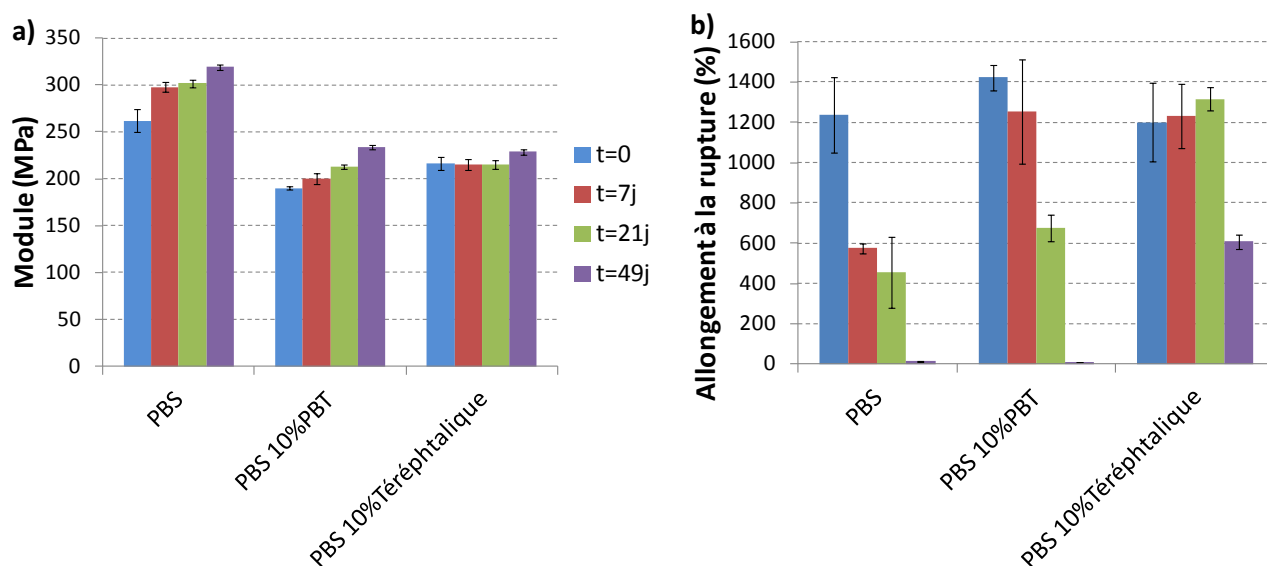 a)
Module (MPa)
350
300
250
200
150
100
50
0
PBS
PBS 10%PBT
PBS 10%Téréphtalique
t=0
t=7j
t=21j
t=49j
b)
Allongement à la rupture (%)
1600
1400
1200
1000
800
600
400
200
0
PBS
PBS 10%PBT
PBS 10%Téréphtalique